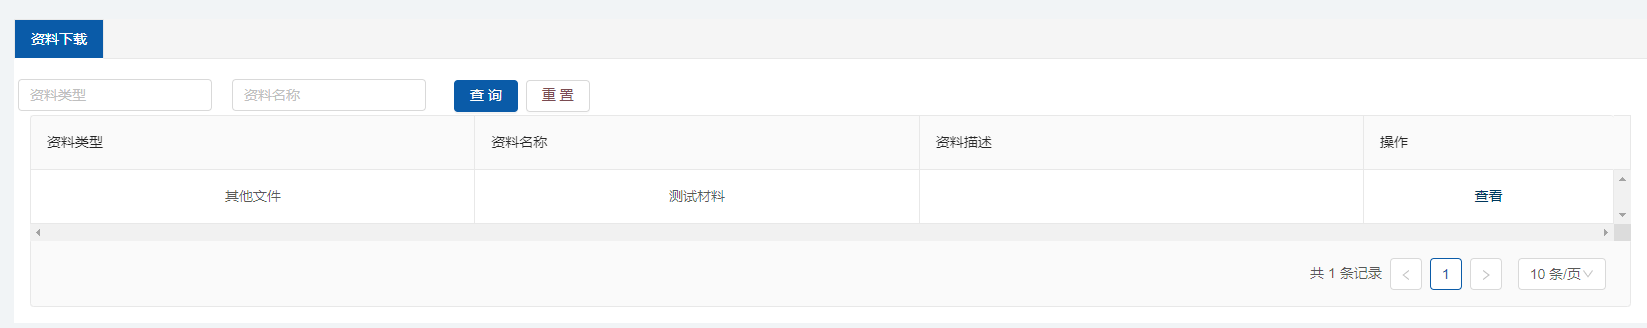 资料下载
资料类型 资料名称 查 询 重 置
资料类型 资料名称 资料描述 操作
其他文件 测试材料 查看
共 1 条记录 1 10 条/页